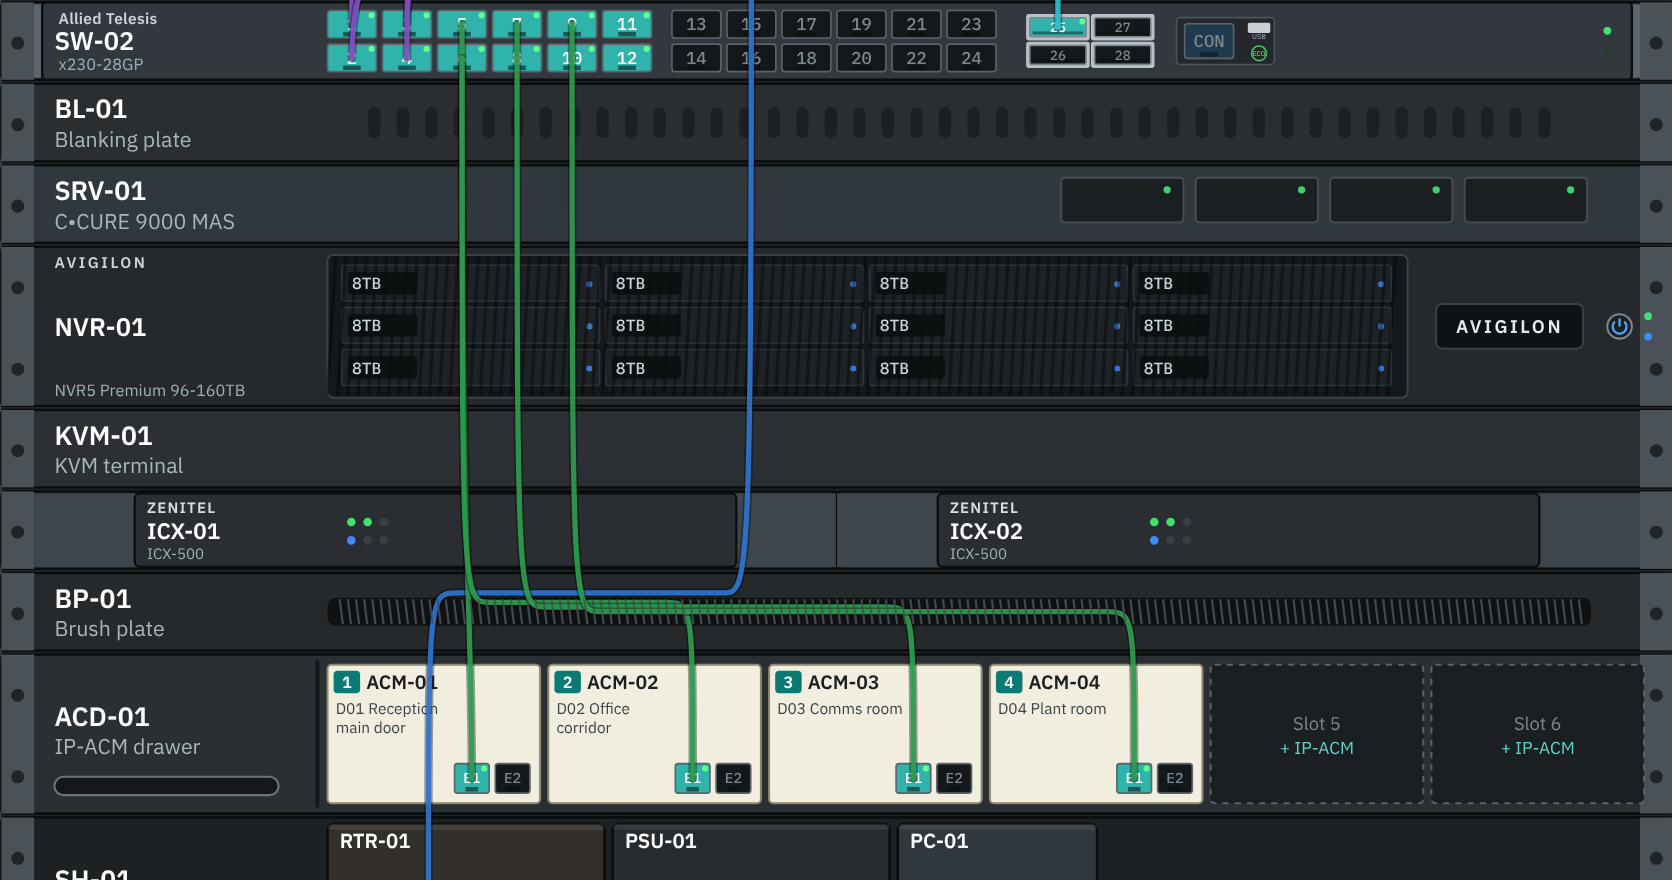 Allied Telesis
SW-02
x230-28GP
11
13 15 17 19 21 23
25 27
CON
USB
ECO
10 12
14 16 18 20 22 24
26 28
BL-01
Blanking plate
SRV-01
C•CURE 9000 MAS
AVIGILON
8TB 8TB 8TB 8TB
NVR-01
8TB 8TB 8TB 8TB
AVIGILON
8TB 8TB 8TB 8TB
NVR5 Premium 96-160TB
KVM-01
KVM terminal
ZENITEL
ICX-01
ICX-500
ZENITEL
ICX-02
ICX-500
BP-01
Brush plate
ACD-01
IP-ACM drawer
1 ACM-01
D01 Reception
main door
E1 E2
2 ACM-02
D02 Office
corridor
E1 E2
3 ACM-03
D03 Comms room
E1 E2
4 ACM-04
D04 Plant room
E1 E2
Slot 5
+ IP-ACM
Slot 6
+ IP-ACM
SH-01
RTR-01
PSU-01
PC-01